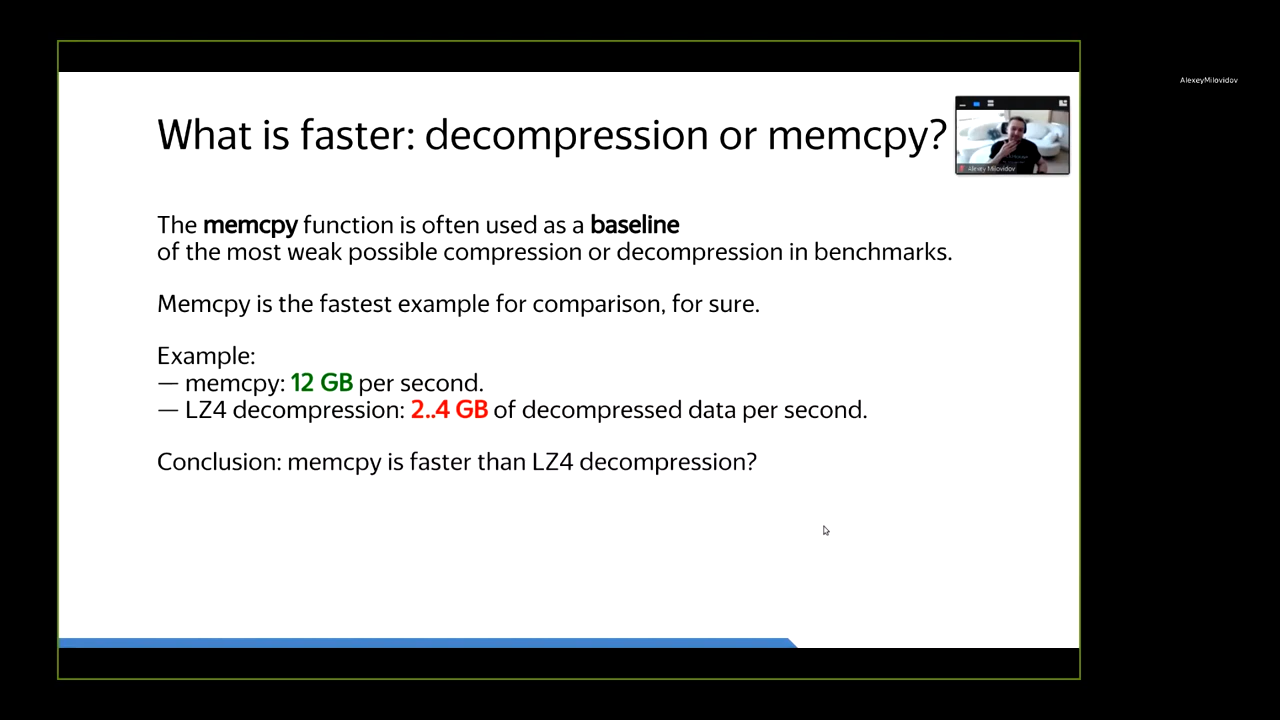 What is faster: decompression or memcpy?
Alexey Milovidov
AlexeyMilovidov
The memcpy function is often used as a baseline
of the most weak possible compression or decompression in benchmarks.
Memcpy is the fastest example for comparison, for sure.
Example:
— memcpy: 12 GB per second.
— LZ4 decompression: 2..4 GB of decompressed data per second.
Conclusion: memcpy is faster than LZ4 decompression?